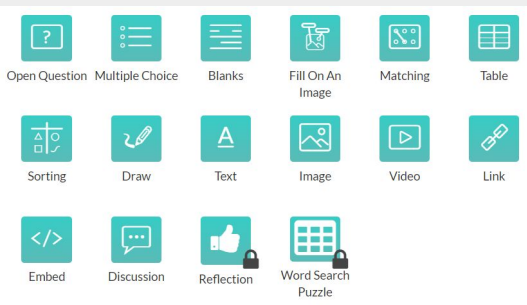 ?
Open Question Multiple Choice Blanks Fill On An Matching Table
Image
A
Sorting Draw Text Image Video Link
</>
Embed Discussion Reflection Word Search
Puzzle